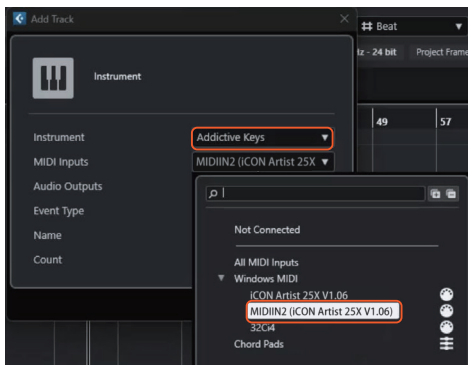 Add Track
Beat
Instrument
lz - 24 bit Project Frame
49 57
Instrument Addictive Keys
MIDI Inputs MIDIIN2 (iCON Artist 25X
Audio Outputs
Event Type
Name
Count
Not Connected
All MIDI Inputs
Windows MIDI
iCON Artist 25X V1.06
MIDIIN2 (iCON Artist 25X V1.06)
32Ci4
Chord Pads